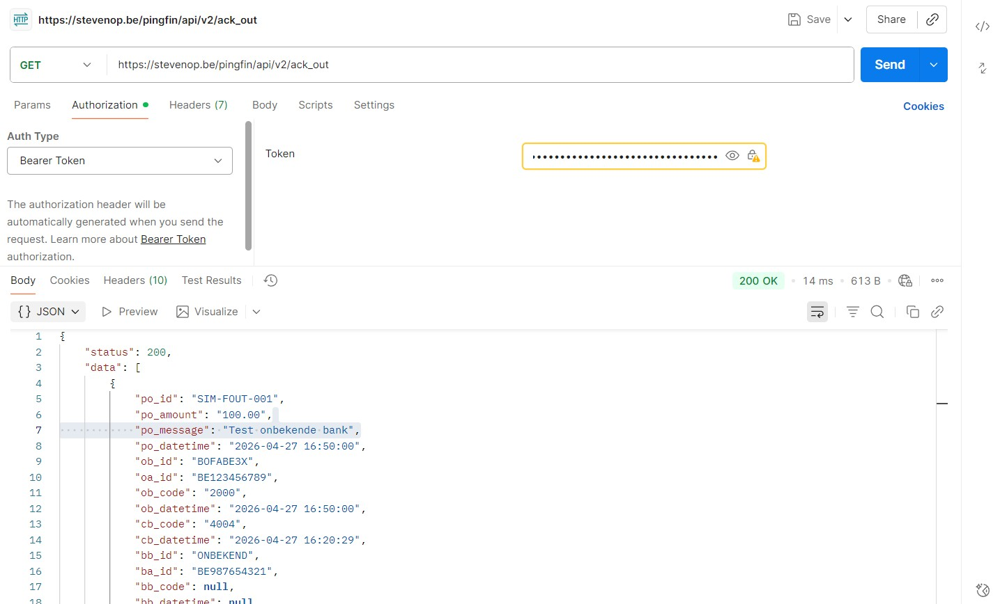 HTTP https://stevenop.be/pingfin/api/v2/ack_out Save Share
GET https://stevenop.be/pingfin/api/v2/ack_out Send
Params Authorization Headers (7) Body Scripts Settings Cookies
Auth Type
Bearer Token
Token
The authorization header will be
automatically generated when you send the
request. Learn more about Bearer Token
authorization.
Body Cookies Headers (10) Test Results 200 OK 14 ms 613 B
{} JSON Preview Visualize
1 {
2 "status": 200,
3 "data": [
4 {
5 "po_id": "SIM-FOUT-001",
6 "po_amount": "100.00",
7 "po_message": "Test onbekende bank",
8 "po_datetime": "2026-04-27 16:50:00",
9 "ob_id": "BOFABE3X",
10 "oa_id": "BE123456789",
11 "ob_code": "2000",
12 "ob_datetime": "2026-04-27 16:50:00",
13 "cb_code": "4004",
14 "cb_datetime": "2026-04-27 16:20:29",
15 "bb_id": "ONBEKEND",
16 "ba_id": "BE987654321",
17 "bb_code": null,
18 "bb_datetime": null